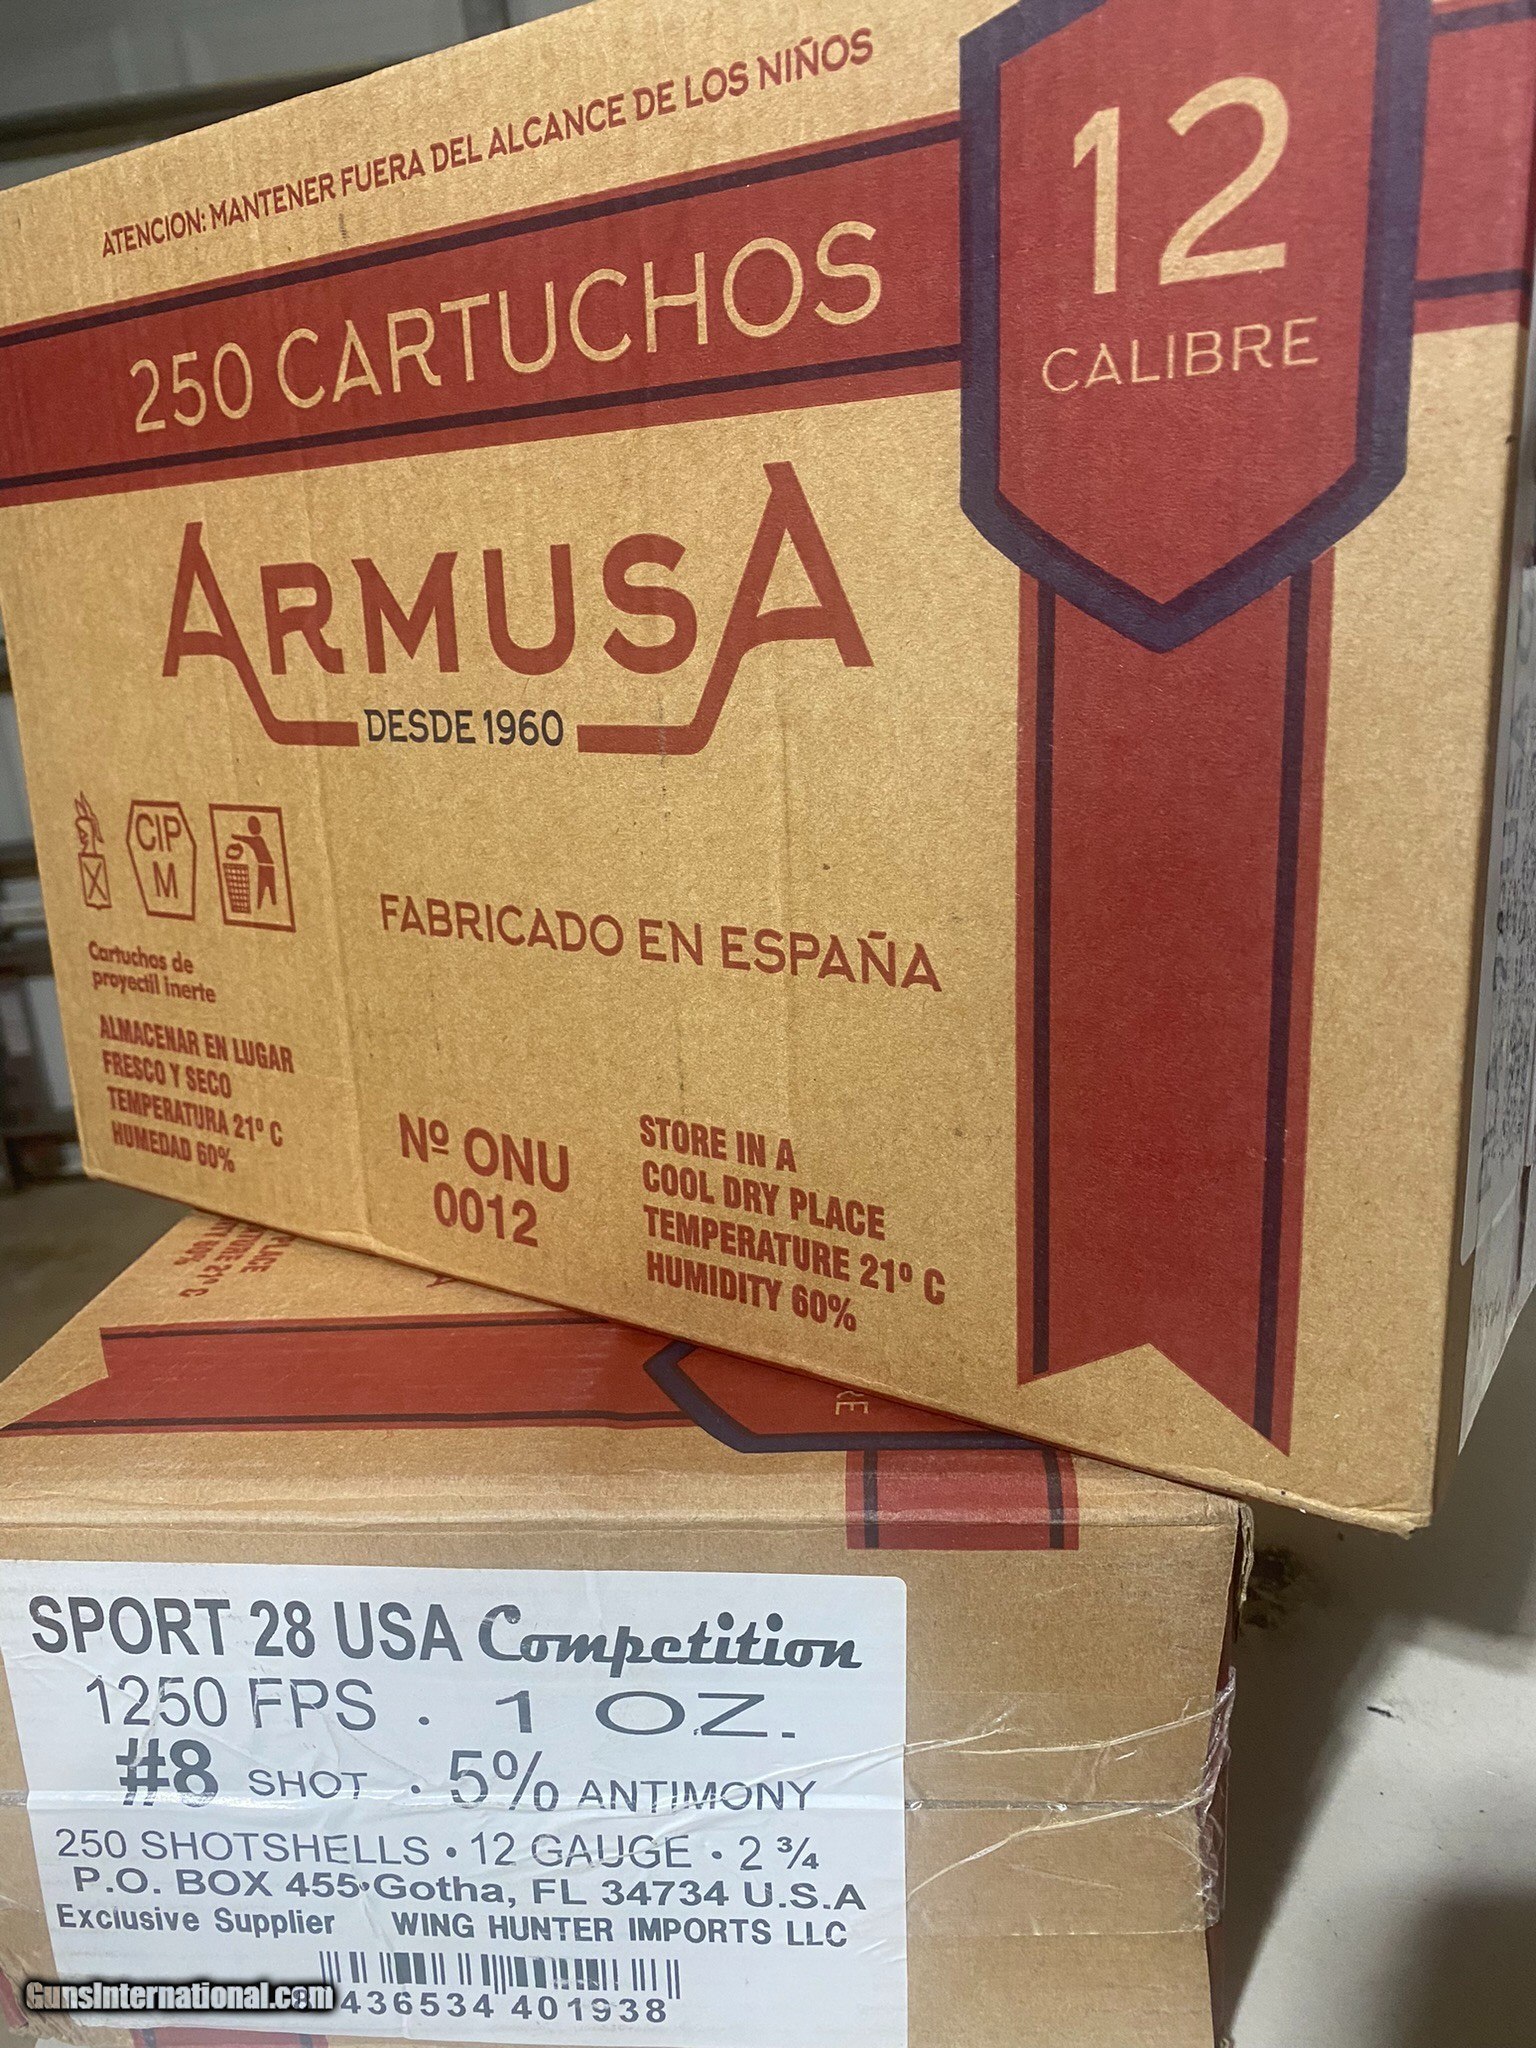 ATENCION: MANTENER FUERA DEL ALCANCE DE LOS NIÑOS
250 CARTUCHOS
12
CALIBRE
ARMUSA
DESDE 1960
CIP
M
FABRICADO EN ESPAÑA
Cartuchos de
proyectil inerte
ALMACENAR EN LUGAR
FRESCO Y SECO
TEMPERATURA 21º C
HUMEDAD 60%
Nº ONU
0012
STORE IN A
COOL DRY PLACE
TEMPERATURE 21º C
HUMIDITY 60%
SPORT 28 USA Competition
1250 FPS . 1 OZ.
#8 SHOT . 5% ANTIMONY
250 SHOTSHELLS • 12 GAUGE • 2 ¾
P.O. BOX 455•Gotha, FL 34734 U.S.A
Exclusive Supplier WING HUNTER IMPORTS LLC
436534 401938
GunsInternational.com